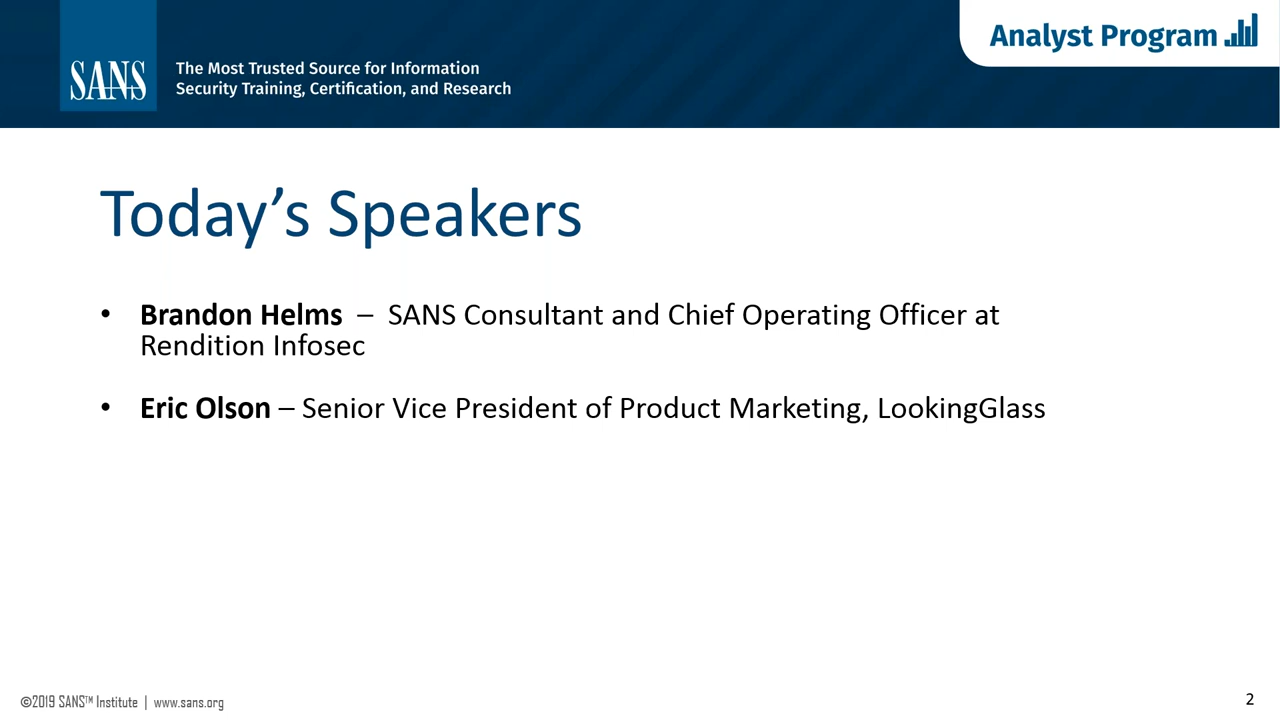 Analyst Program
SANS
The Most Trusted Source for Information
Security Training, Certification, and Research
Today’s Speakers
• Brandon Helms – SANS Consultant and Chief Operating Officer at
Rendition Infosec
• Eric Olson – Senior Vice President of Product Marketing, LookingGlass
©2019 SANS™ Institute | www.sans.org
2